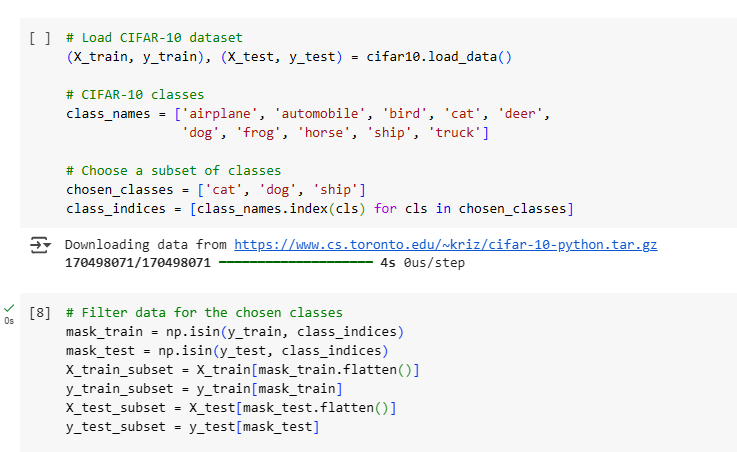 [ ] # Load CIFAR-10 dataset
(X_train, y_train), (X_test, y_test) = cifar10.load_data()
# CIFAR-10 classes
class_names = ['airplane', 'automobile', 'bird', 'cat', 'deer',
'dog', 'frog', 'horse', 'ship', 'truck']
# Choose a subset of classes
chosen_classes = ['cat', 'dog', 'ship']
class_indices = [class_names.index(cls) for cls in chosen_classes]
Downloading data from https://www.cs.toronto.edu/~kriz/cifar-10-python.tar.gz
170498071/170498071 ━━━━━━━━━━━━━━━━━━━━ 4s 0us/step
[8] # Filter data for the chosen classes
0s mask_train = np.isin(y_train, class_indices)
mask_test = np.isin(y_test, class_indices)
X_train_subset = X_train[mask_train.flatten()]
y_train_subset = y_train[mask_train]
X_test_subset = X_test[mask_test.flatten()]
y_test_subset = y_test[mask_test]